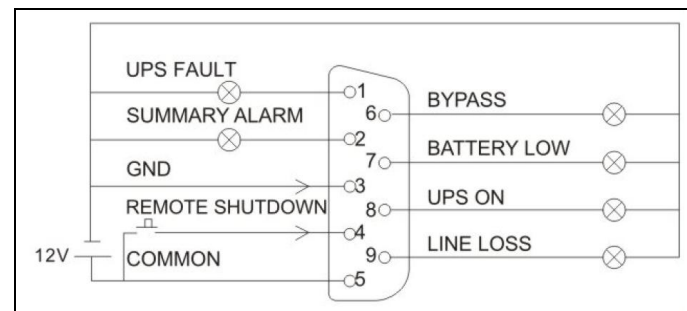 UPS FAULT
1
6
BYPASS
SUMMARY ALARM
2
7
BATTERY LOW
GND
3
8
UPS ON
REMOTE SHUTDOWN
4
9
LINE LOSS
12V
COMMON
5